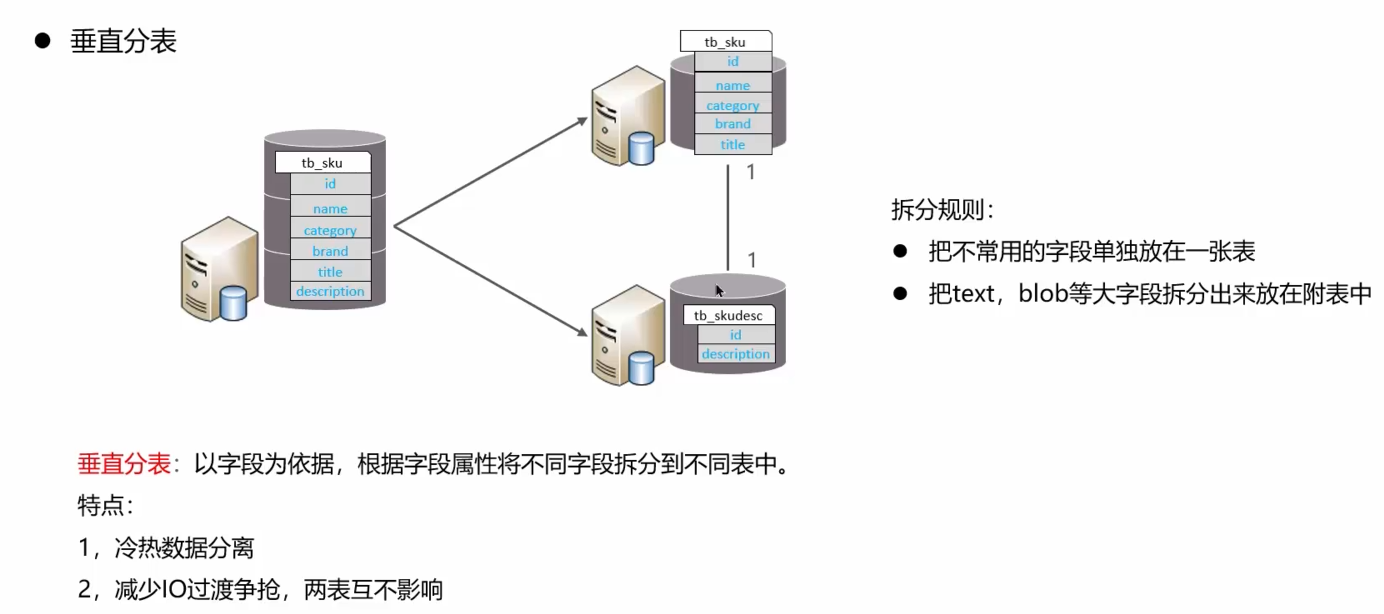 垂直分表
tb_sku
id
name
category
brand
title
description
tb_sku
id
name
category
brand
title
1
1
tb_skudesc
id
description
拆分规则：
把不常用的字段单独放在一张表
把text，blob等大字段拆分出来放在附表中
垂直分表：以字段为依据，根据字段属性将不同字段拆分到不同表中。
特点：
1，冷热数据分离
2，减少IO过渡争抢，两表互不影响